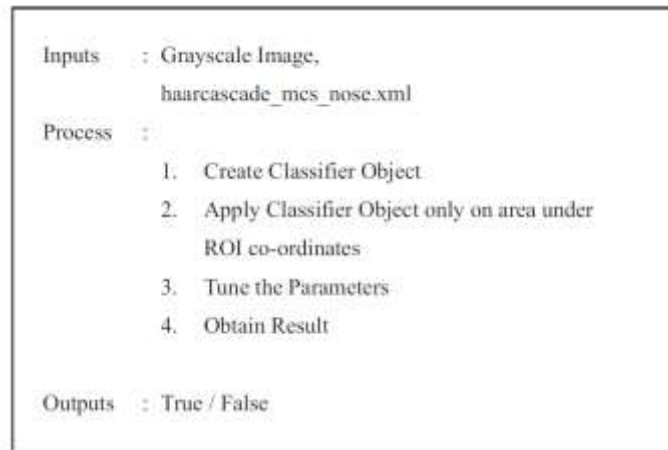 Inputs : Grayscale Image,
haarcascade_mcs_nose.xml
Process :
1. Create Classifier Object
2. Apply Classifier Object only on area under
ROI co-ordinates
3. Tune the Parameters
4. Obtain Result
Outputs : True / False